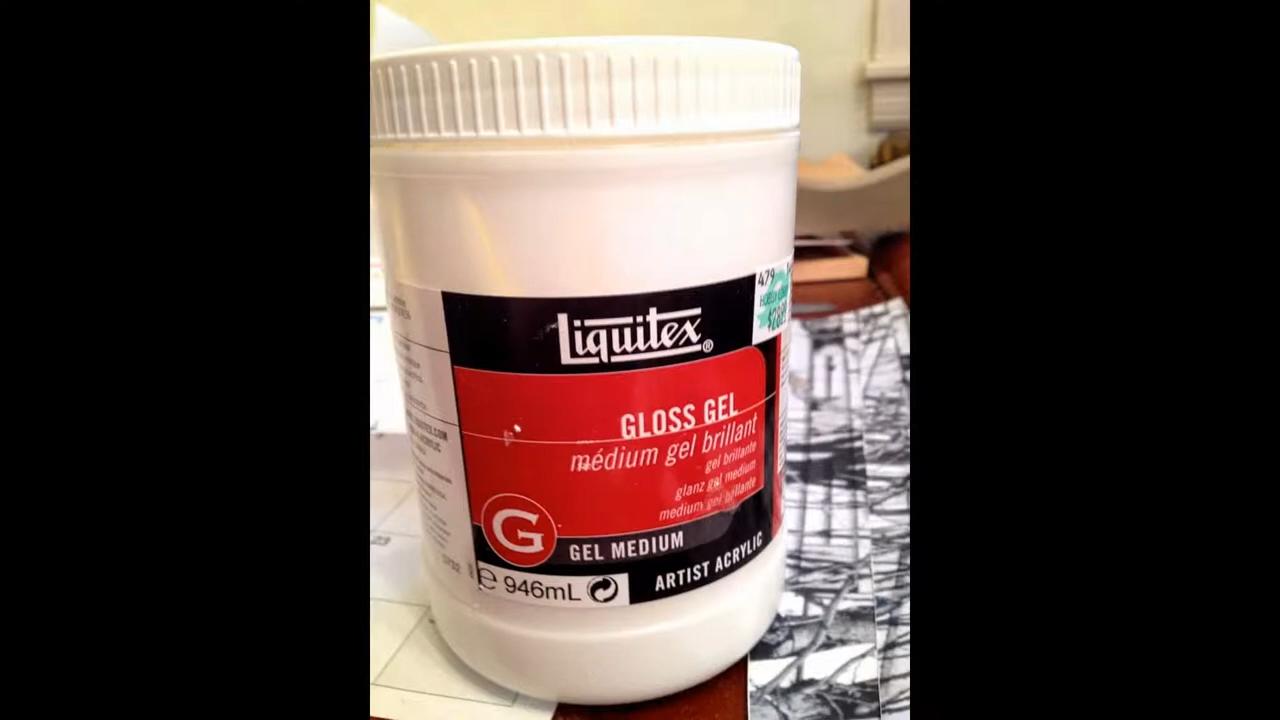 479
Liquitex®
GLOSS GEL
médium gel brillant
gel brillante
glanz gel medium
medium gel brillante
G
GEL MEDIUM
ARTIST ACRYLIC
℮ 946mL